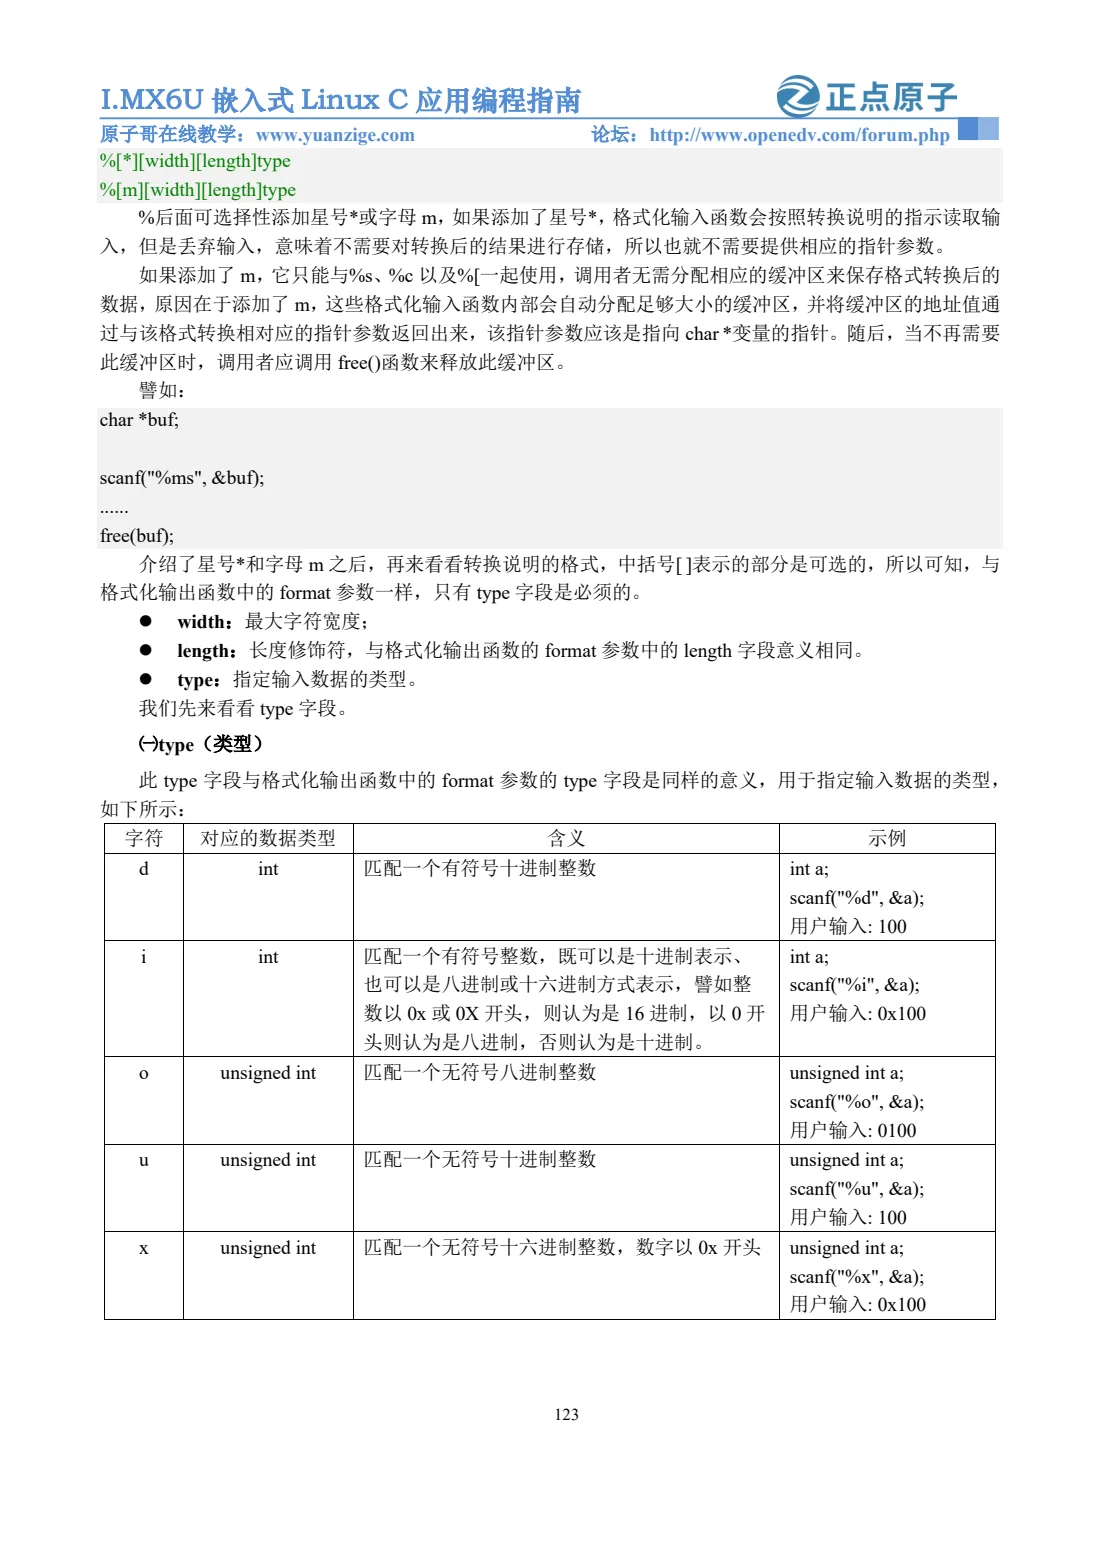 I.MX6U 嵌入式 Linux C 应用编程指南
正点原子
原子哥在线教学：www.yuanzige.com
论坛：http://www.openedv.com/forum.php
%[*][width][length]type
%[m][width][length]type
%后面可选择性添加星号*或字母 m，如果添加了星号*，格式化输入函数会按照转换说明的指示读取输
入，但是丢弃输入，意味着不需要对转换后的结果进行存储，所以也就不需要提供相应的指针参数。
如果添加了 m，它只能与%s、%c 以及%[一起使用，调用者无需分配相应的缓冲区来保存格式转换后的
数据，原因在于添加了 m，这些格式化输入函数内部会自动分配足够大小的缓冲区，并将缓冲区的地址值通
过与该格式转换相对应的指针参数返回出来，该指针参数应该是指向 char *变量的指针。随后，当不再需要
此缓冲区时，调用者应调用 free()函数来释放此缓冲区。
譬如：
char *buf;
scanf("%ms", &buf);
......
free(buf);
介绍了星号*和字母 m 之后，再来看看转换说明的格式，中括号[ ]表示的部分是可选的，所以可知，与
格式化输出函数中的 format 参数一样，只有 type 字段是必须的。
● width：最大字符宽度；
● length：长度修饰符，与格式化输出函数的 format 参数中的 length 字段意义相同。
● type：指定输入数据的类型。
我们先来看看 type 字段。
㈠type（类型）
此 type 字段与格式化输出函数中的 format 参数的 type 字段是同样的意义，用于指定输入数据的类型，
如下所示：
字符 对应的数据类型 含义 示例
d int 匹配一个有符号十进制整数 int a;
scanf("%d", &a);
用户输入: 100
i int 匹配一个有符号整数，既可以是十进制表示、 int a;
也可以是八进制或十六进制方式表示，譬如整 scanf("%i", &a);
数以 0x 或 0X 开头，则认为是 16 进制，以 0 开 用户输入: 0x100
头则认为是八进制，否则认为是十进制。
o unsigned int 匹配一个无符号八进制整数 unsigned int a;
scanf("%o", &a);
用户输入: 0100
u unsigned int 匹配一个无符号十进制整数 unsigned int a;
scanf("%u", &a);
用户输入: 100
x unsigned int 匹配一个无符号十六进制整数，数字以 0x 开头 unsigned int a;
scanf("%x", &a);
用户输入: 0x100
123